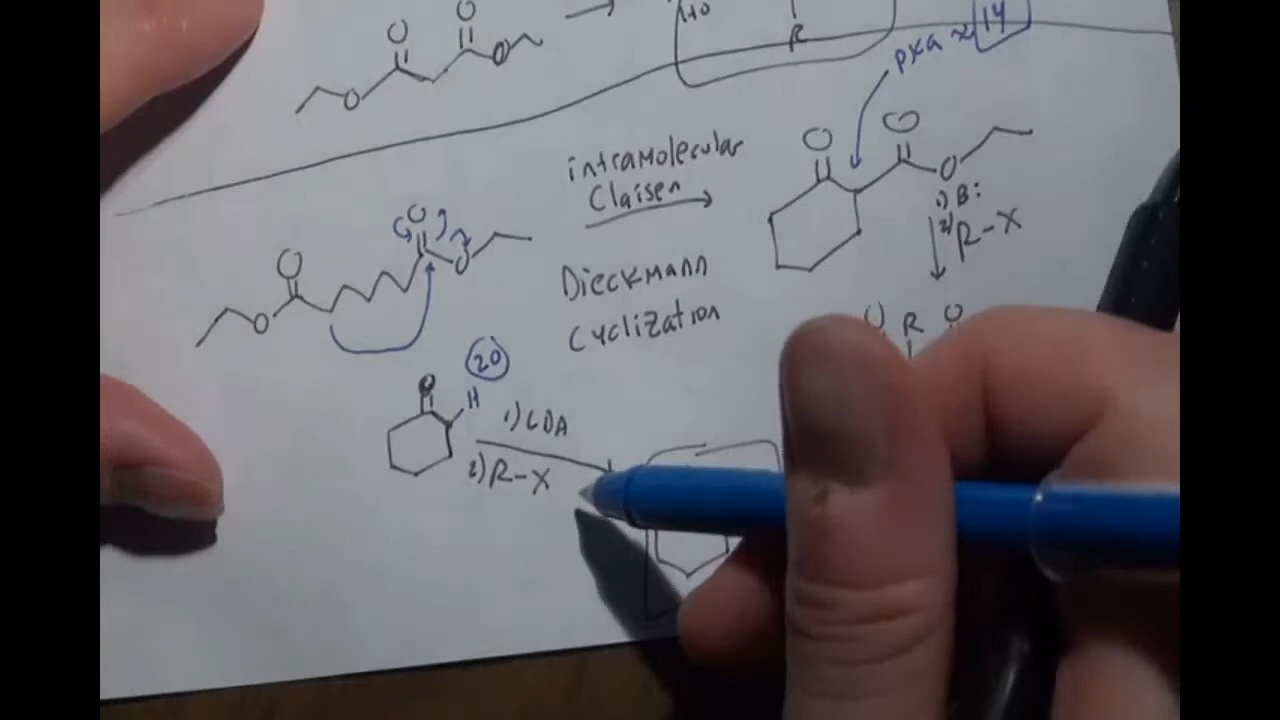 O O
O
HO
R
pKa ≈ 14
O O
O
intramolecular
Claisen
1) B:
2) R-X
O
O
O
O
Dieckmann
Cyclization
O R O
20
O
H
1) LDA
2) R-X